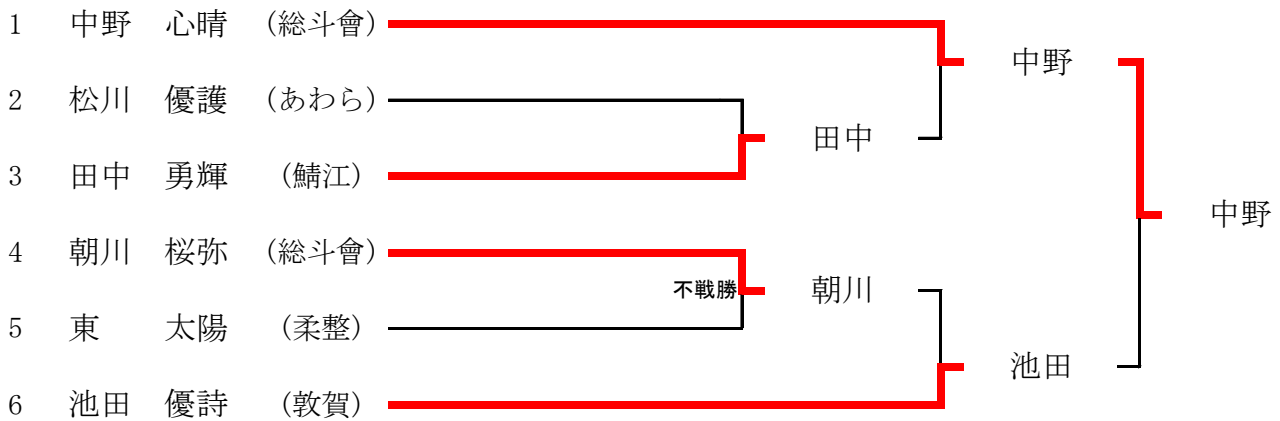 1 中野 心晴 (総斗會)
中野
2 松川 優護 (あわら)
田中
3 田中 勇輝 (鯖江)
中野
4 朝川 桜弥 (総斗會)
不戦勝 朝川
5 東 太陽 (柔整)
池田
6 池田 優詩 (敦賀)